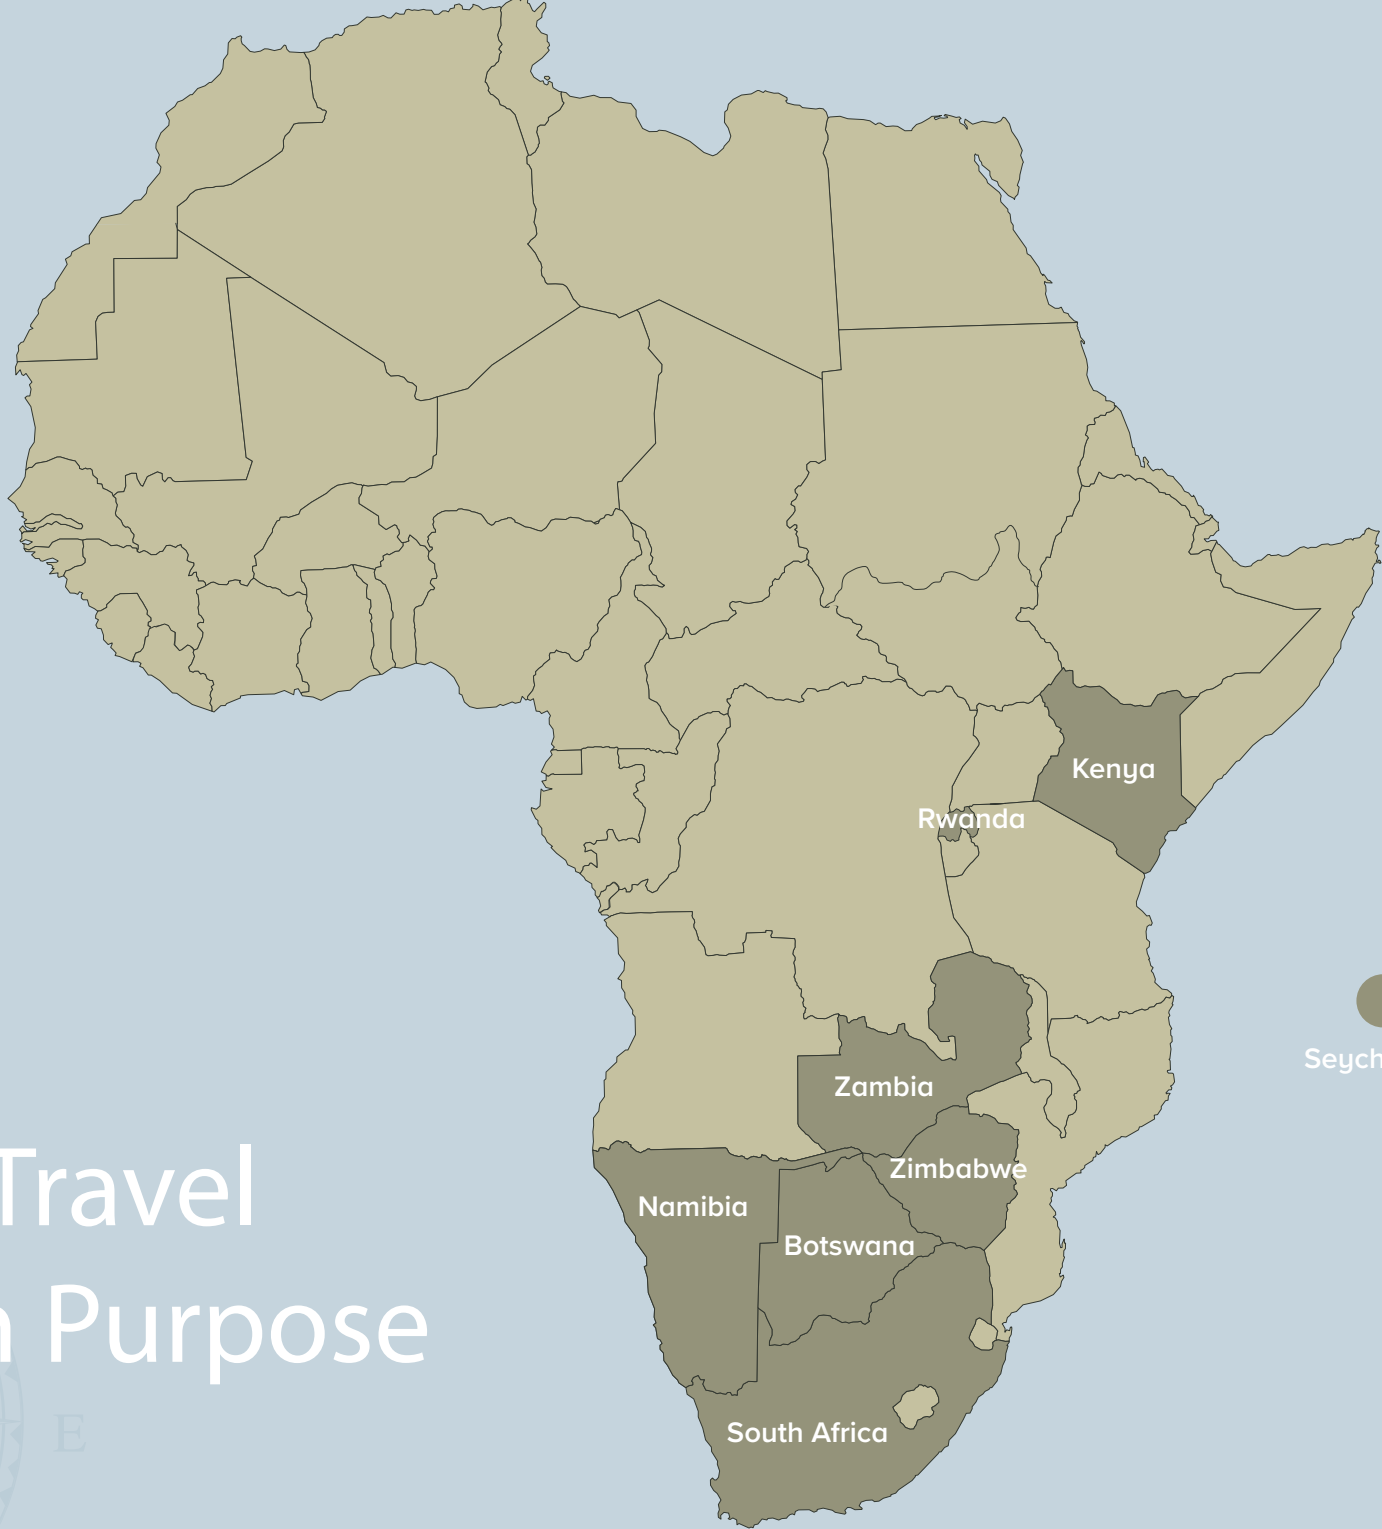 Kenya
Rwanda
Seych
Zambia
Zimbabwe
Namibia
Botswana
South Africa
Travel
Purpose
E